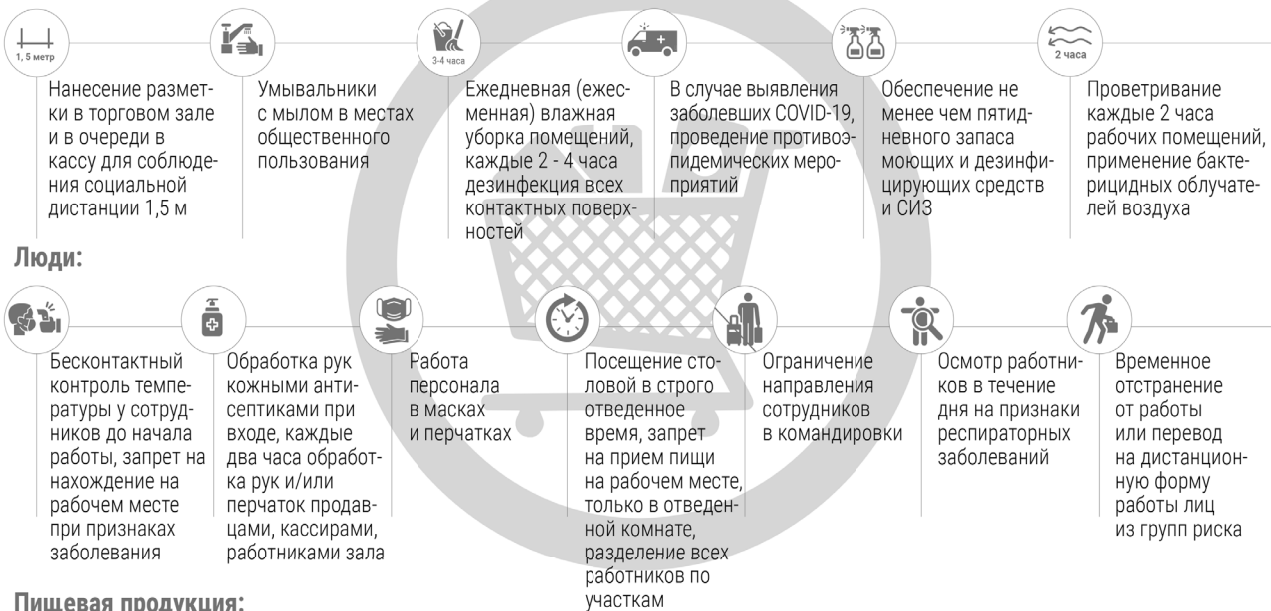 1, 5 метр
Нанесение размет-
ки в торговом зале
и в очереди в
кассу для соблюде-
ния социальной
дистанции 1,5 м
Умывальники
с мылом в местах
общественного
пользования
3-4 часа
Ежедневная (ежес-
менная) влажная
уборка помещений,
каждые 2 - 4 часа
дезинфекция всех
контактных поверх-
ностей
В случае выявления
заболевших COVID-19,
проведение противоэ-
пидемических меро-
приятий
Обеспечение не
менее чем пятид-
невного запаса
моющих и дезинфи-
цирующих средств
и СИЗ
2 часа
Проветривание
каждые 2 часа
рабочих помещений,
применение бакте-
рицидных облучате-
лей воздуха
Люди:
Бесконтактный
контроль темпе-
ратуры у сотруд-
ников до начала
работы, запрет на
нахождение на
рабочем месте
при признаках
заболевания
Обработка рук
кожными анти-
септиками при
входе, каждые
два часа обработ-
ка рук и/или
перчаток продав-
цами, кассирами,
работниками зала
Работа
персонала
в масках
и перчатках
Посещение сто-
ловой в строго
отведенное
время, запрет
на прием пищи
на рабочем месте,
только в отведен-
ной комнате,
разделение всех
работников по
участкам
Ограничение
направления
сотрудников
в командировки
Осмотр работни-
ков в течение
дня на признаки
респираторных
заболеваний
Временное
отстранение
от работы
или перевод
на дистанцион-
ную форму
работы лиц
из групп риска
Пищевая продукция: